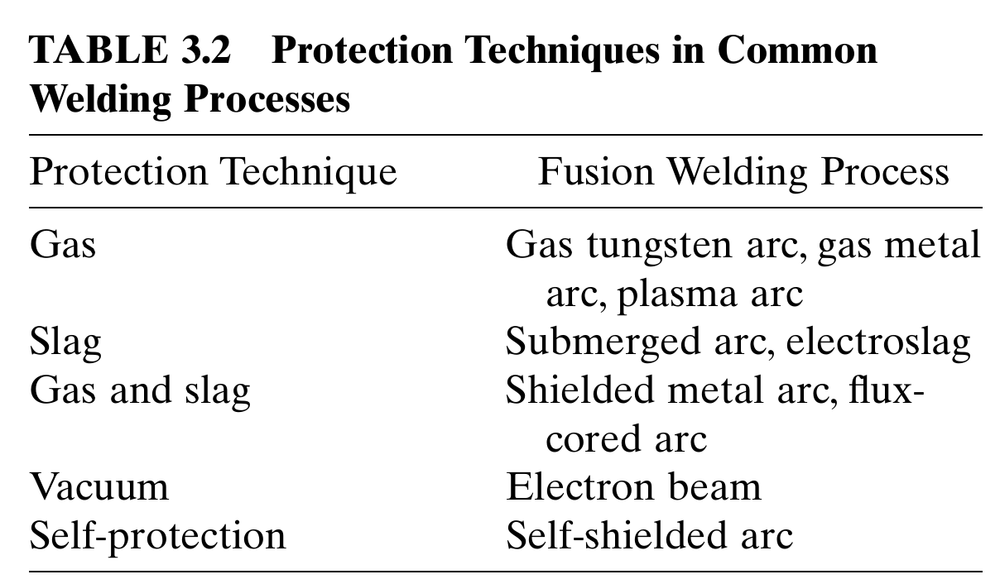 TABLE 3.2 Protection Techniques in Common
Welding Processes
Protection Technique Fusion Welding Process
Gas Gas tungsten arc, gas metal
arc, plasma arc
Slag Submerged arc, electroslag
Gas and slag Shielded metal arc, flux-
cored arc
Vacuum Electron beam
Self-protection Self-shielded arc